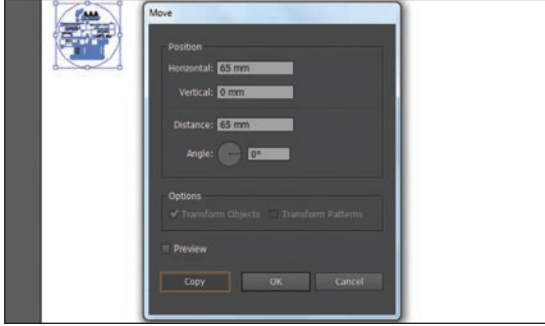 AAA
Move
Position
Horizontal: 65 mm
Vertical: 0 mm
Distance: 65 mm
Angle: 0°
Options
Transform Objects Transform Patterns
Preview
Copy OK Cancel